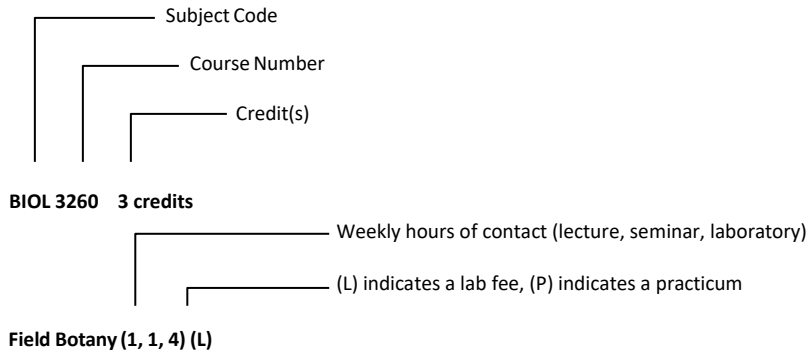 Subject Code
Course Number
Credit(s)
BIOL 3260 3 credits
Weekly hours of contact (lecture, seminar, laboratory)
(L) indicates a lab fee, (P) indicates a practicum
Field Botany (1, 1, 4) (L)